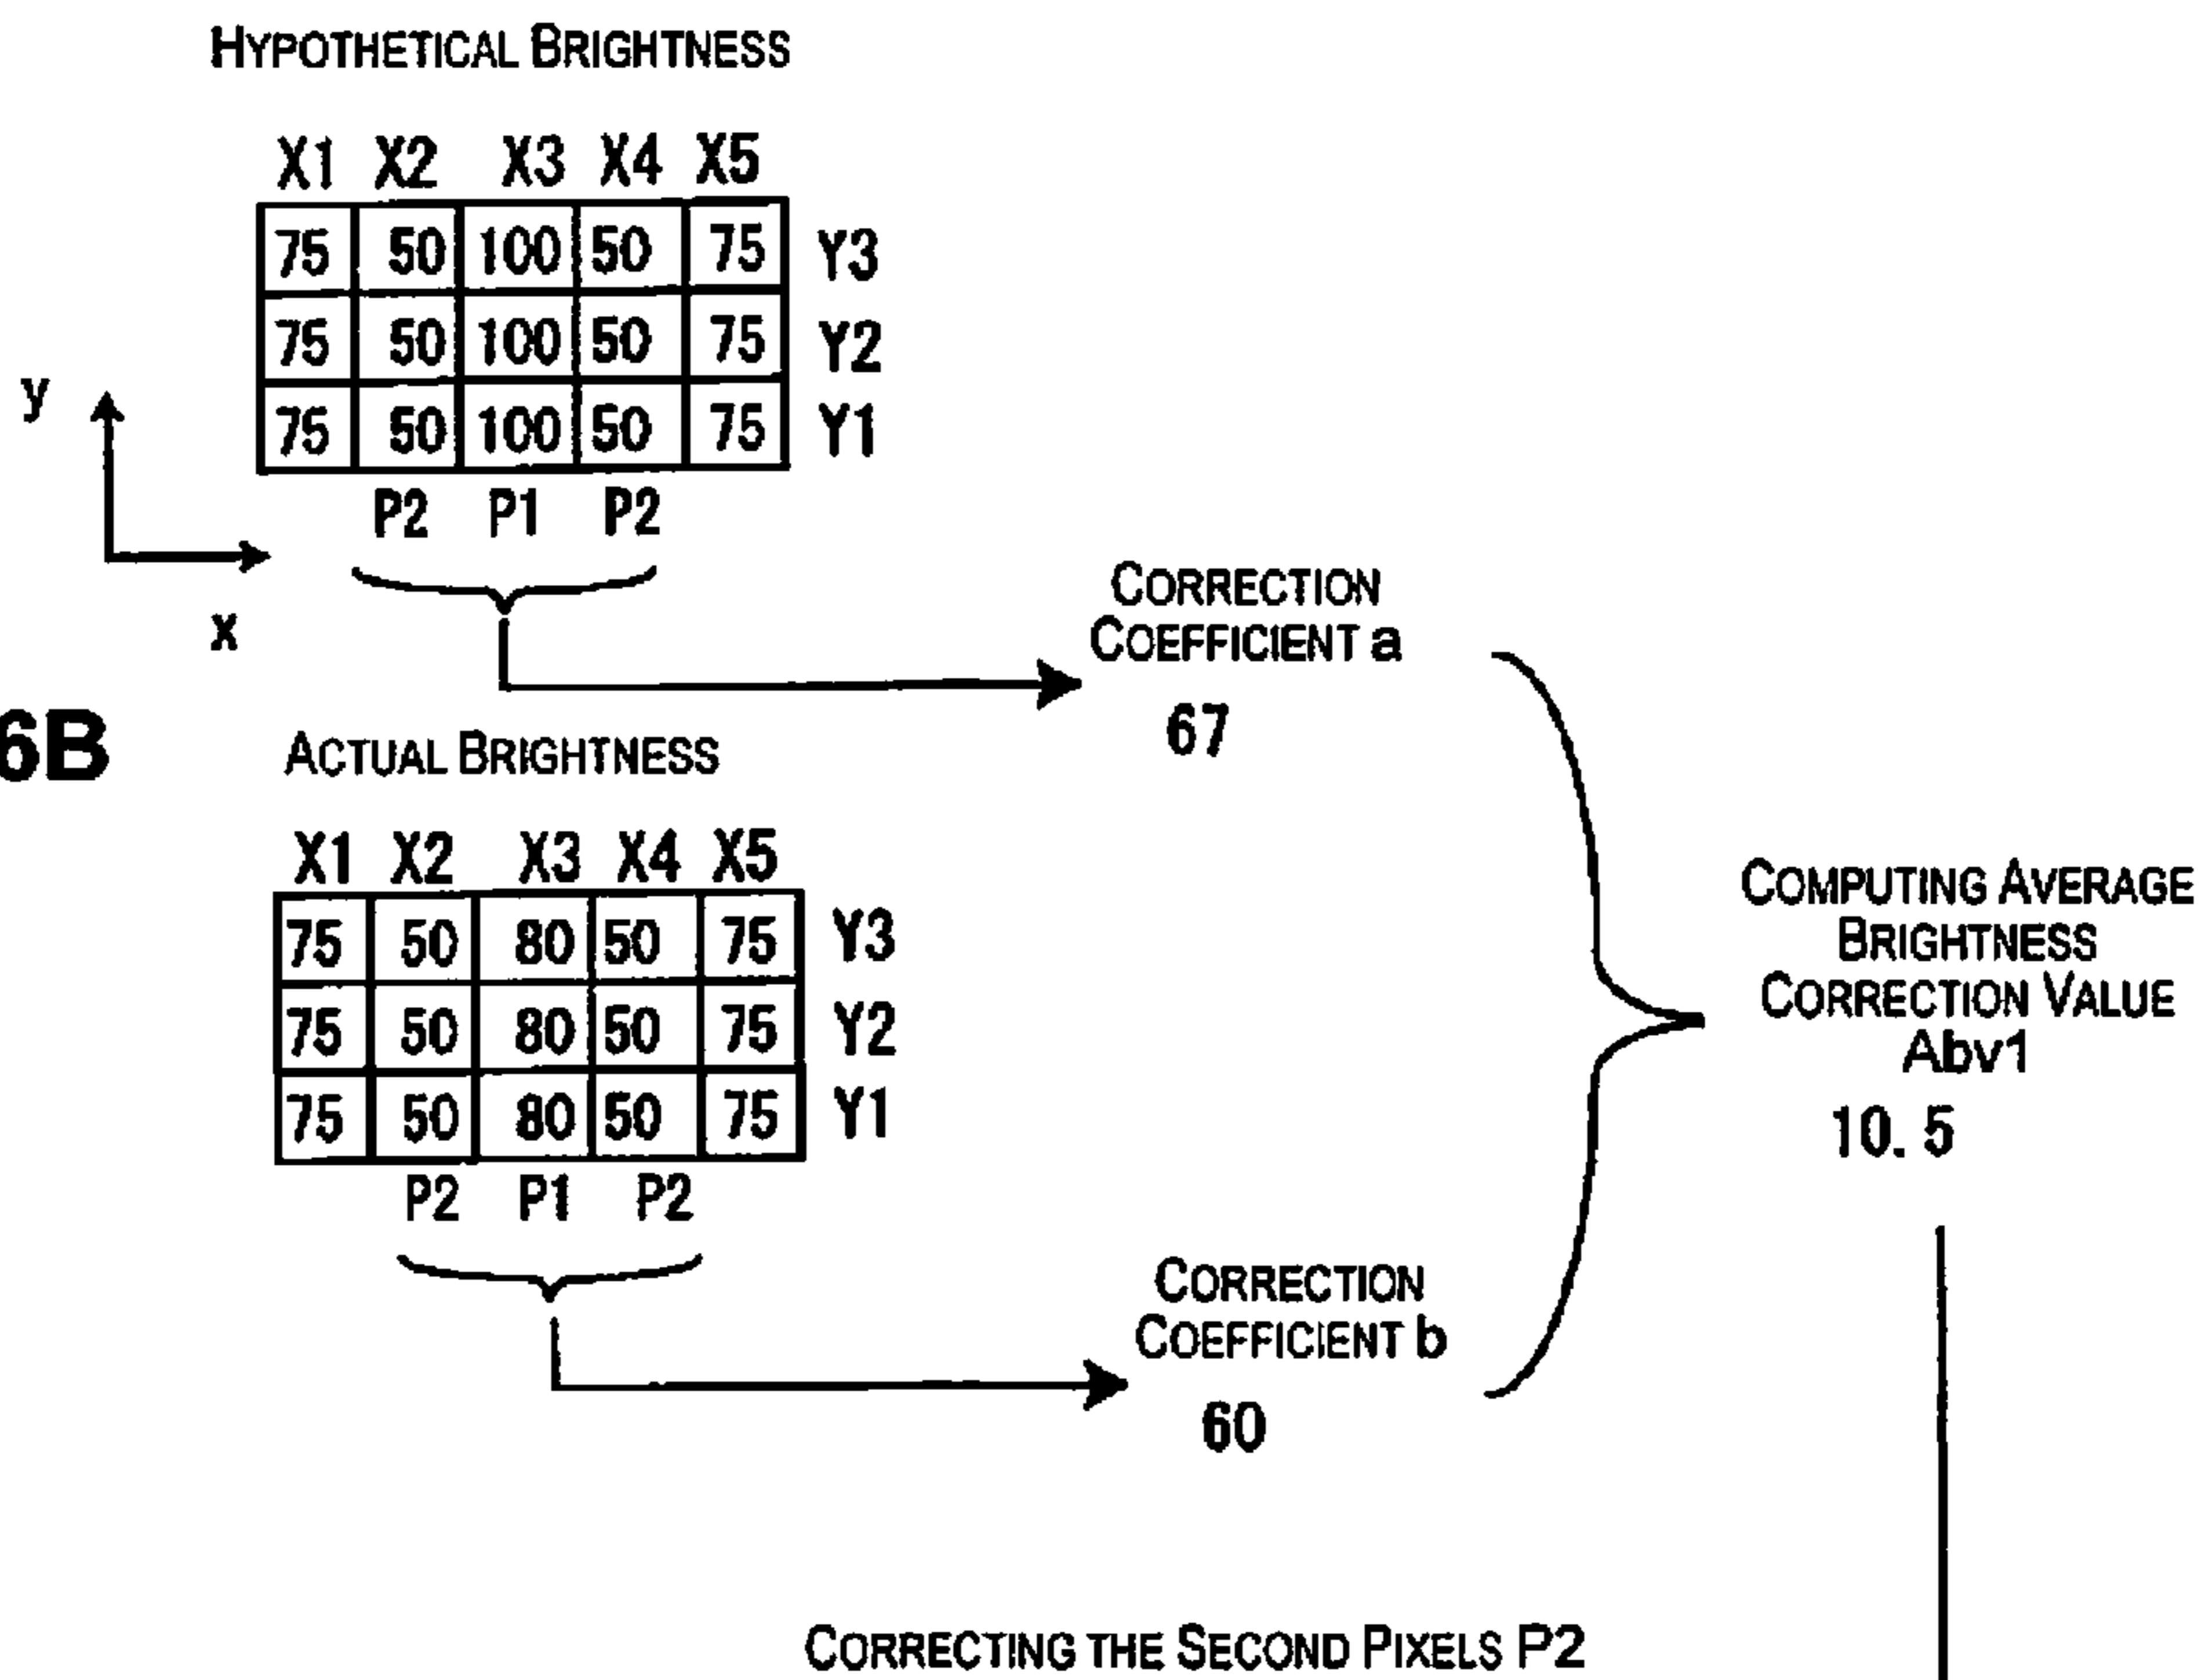 HYPOTHETICAL BRIGHTNESS
X1 X2 X3 X4 X5
75 50 100 50 75 Y3
75 50 100 50 75 Y2
75 50 100 50 75 Y1
P2 P1 P2
y
x
CORRECTION
COEFFICIENT a
67
6B
ACTUAL BRIGHTNESS
X1 X2 X3 X4 X5
75 50 80 50 75 Y3
75 50 80 50 75 Y2
75 50 80 50 75 Y1
P2 P1 P2
CORRECTION
COEFFICIENT b
60
COMPUTING AVERAGE
BRIGHTNESS
CORRECTION VALUE
Abv1
10. 5
CORRECTING THE SECOND PIXELS P2